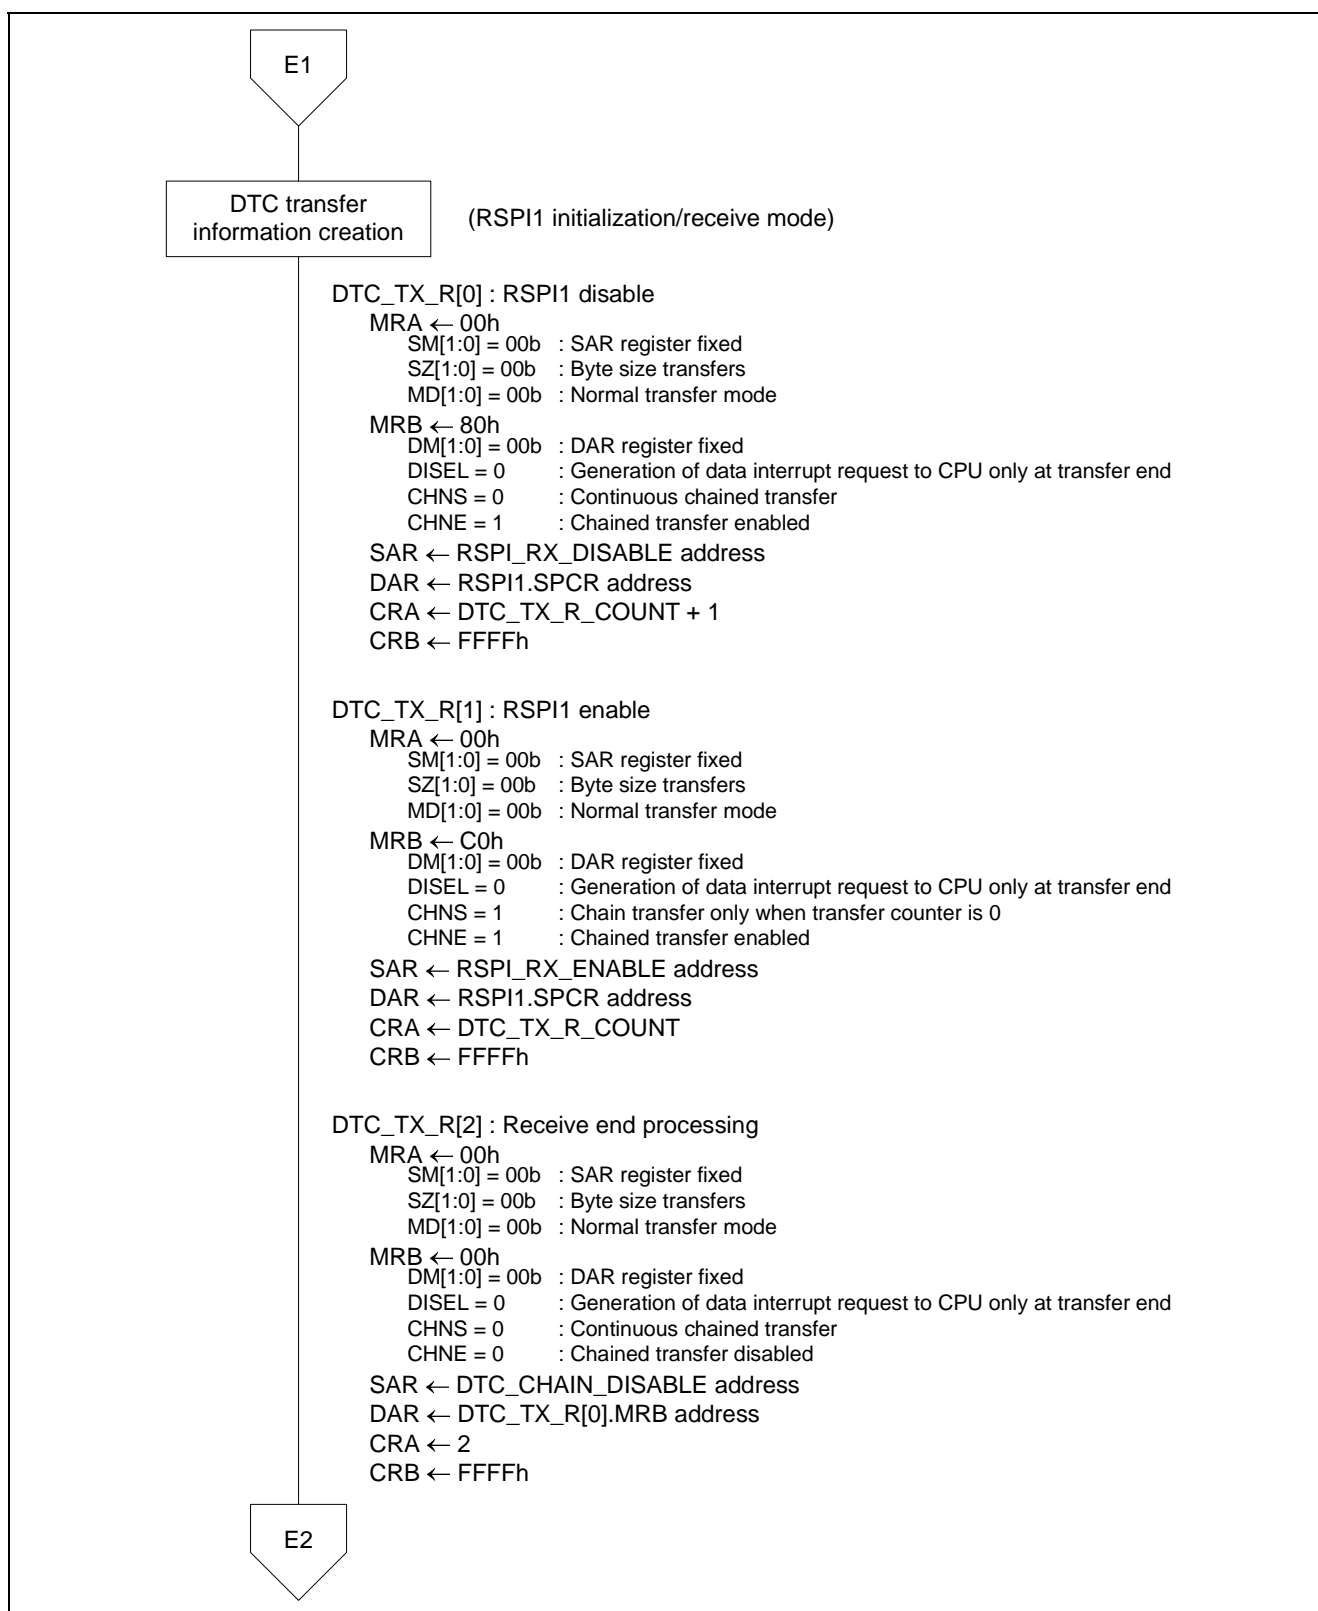 E1
DTC transfer
information creation
(RSPI1 initialization/receive mode)
DTC_TX_R[0] : RSPI1 disable
MRA ← 00h
SM[1:0] = 00b : SAR register fixed
SZ[1:0] = 00b : Byte size transfers
MD[1:0] = 00b : Normal transfer mode
MRB ← 80h
DM[1:0] = 00b : DAR register fixed
DISEL = 0 : Generation of data interrupt request to CPU only at transfer end
CHNS = 0 : Continuous chained transfer
CHNE = 1 : Chained transfer enabled
SAR ← RSPI_RX_DISABLE address
DAR ← RSPI1.SPCR address
CRA ← DTC_TX_R_COUNT + 1
CRB ← FFFFh
DTC_TX_R[1] : RSPI1 enable
MRA ← 00h
SM[1:0] = 00b : SAR register fixed
SZ[1:0] = 00b : Byte size transfers
MD[1:0] = 00b : Normal transfer mode
MRB ← C0h
DM[1:0] = 00b : DAR register fixed
DISEL = 0 : Generation of data interrupt request to CPU only at transfer end
CHNS = 1 : Chain transfer only when transfer counter is 0
CHNE = 1 : Chained transfer enabled
SAR ← RSPI_RX_ENABLE address
DAR ← RSPI1.SPCR address
CRA ← DTC_TX_R_COUNT
CRB ← FFFFh
DTC_TX_R[2] : Receive end processing
MRA ← 00h
SM[1:0] = 00b : SAR register fixed
SZ[1:0] = 00b : Byte size transfers
MD[1:0] = 00b : Normal transfer mode
MRB ← 00h
DM[1:0] = 00b : DAR register fixed
DISEL = 0 : Generation of data interrupt request to CPU only at transfer end
CHNS = 0 : Continuous chained transfer
CHNE = 0 : Chained transfer disabled
SAR ← DTC_CHAIN_DISABLE address
DAR ← DTC_TX_R[0].MRB address
CRA ← 2
CRB ← FFFFh
E2